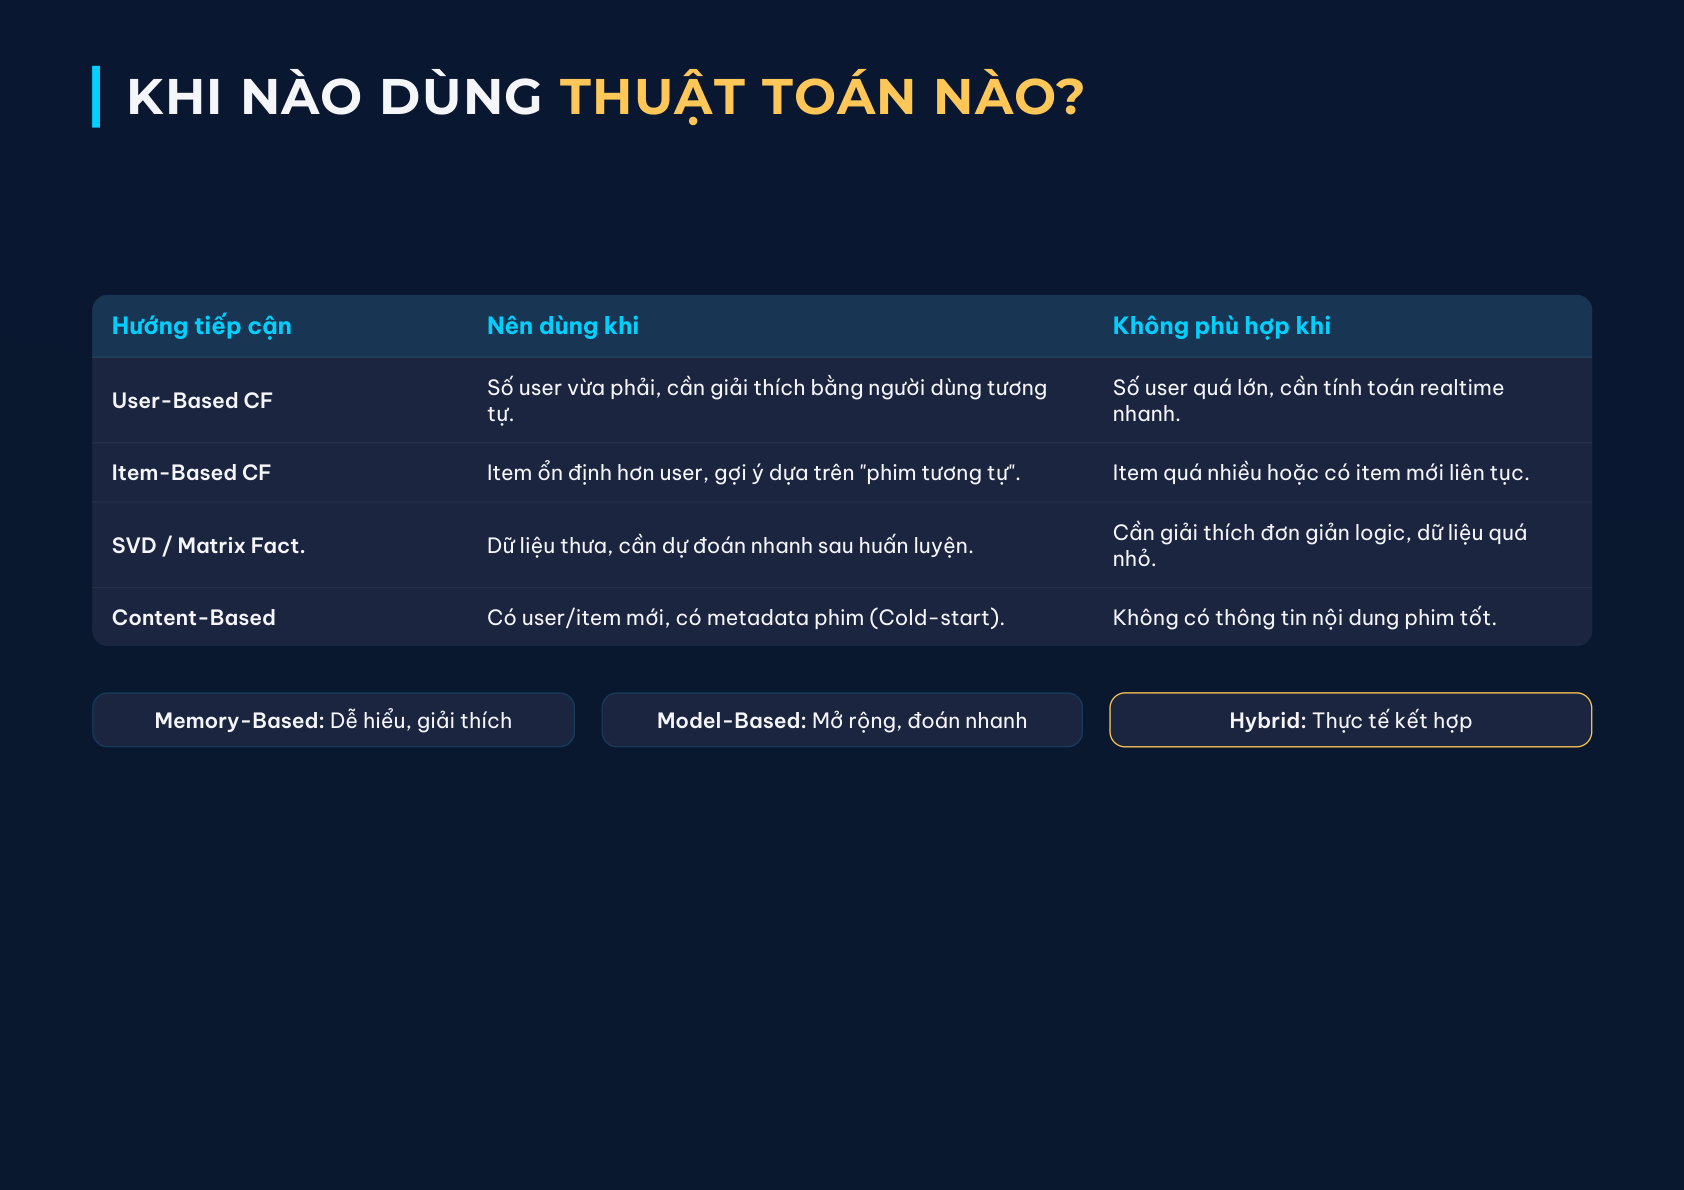 KHI NÀO DÙNG THUẬT TOÁN NÀO?
Hướng tiếp cận
Nên dùng khi
Không phù hợp khi
User-Based CF
Số user vừa phải, cần giải thích bằng người dùng tương
tự.
Số user quá lớn, cần tính toán realtime
nhanh.
Item-Based CF
Item ổn định hơn user, gợi ý dựa trên "phim tương tự".
Item quá nhiều hoặc có item mới liên tục.
SVD / Matrix Fact.
Dữ liệu thưa, cần dự đoán nhanh sau huấn luyện.
Cần giải thích đơn giản logic, dữ liệu quá
nhỏ.
Content-Based
Có user/item mới, có metadata phim (Cold-start).
Không có thông tin nội dung phim tốt.
Memory-Based: Dễ hiểu, giải thích
Model-Based: Mở rộng, đoán nhanh
Hybrid: Thực tế kết hợp